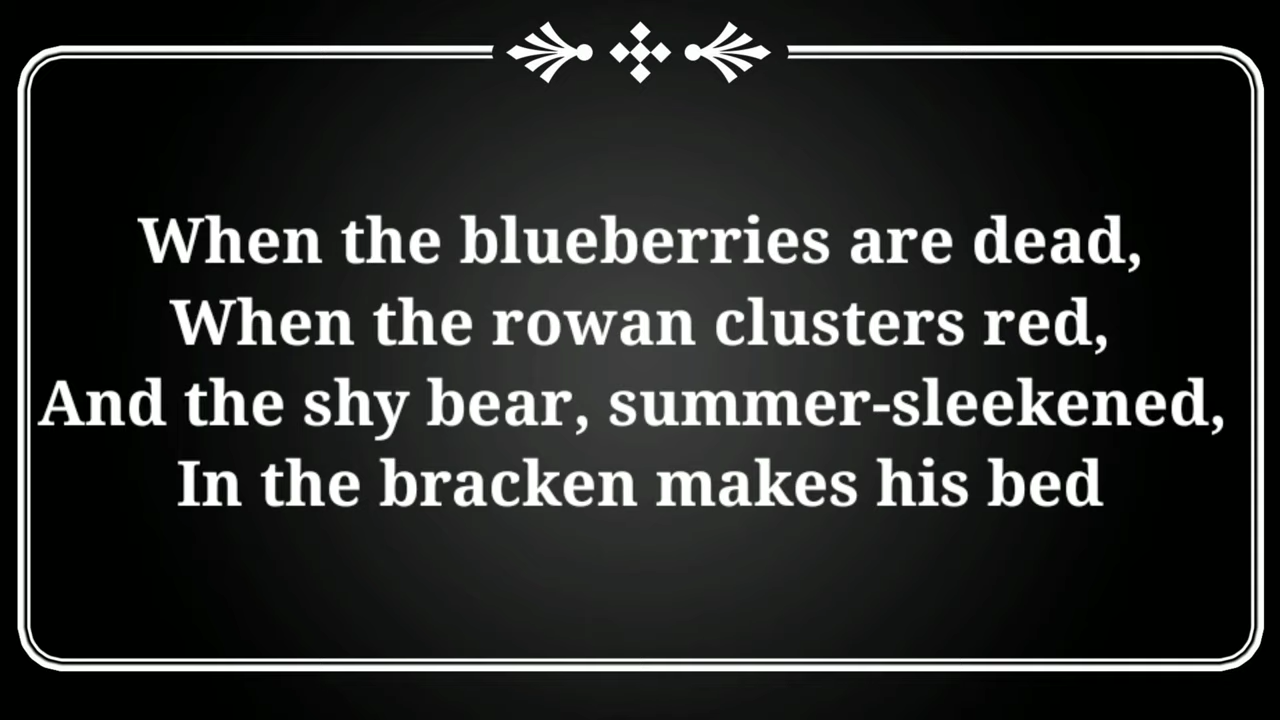 When the blueberries are dead,
When the rowan clusters red,
And the shy bear, summer-sleekened,
In the bracken makes his bed